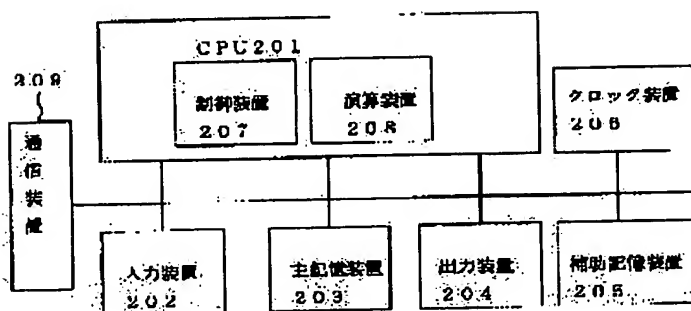 CPU201
209
制御装置
207
演算装置
208
クロック装置
206
通信装置
入力装置
202
主記憶装置
203
出力装置
204
補助記憶装置
205